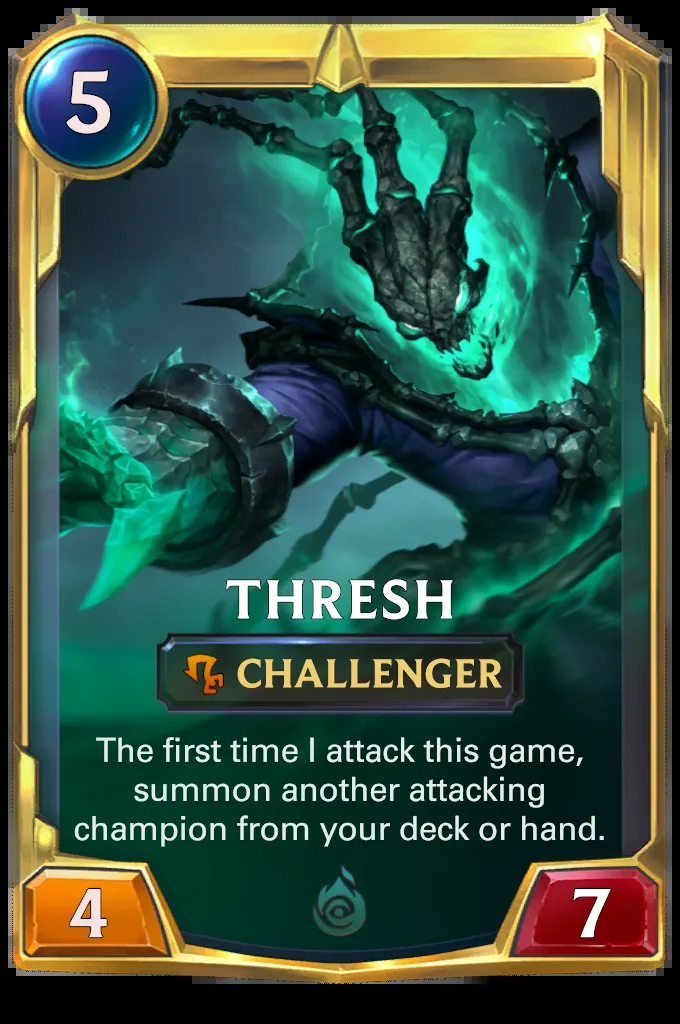 5
THRESH
CHALLENGER
The first time I attack this game,
summon another attacking
champion from your deck or hand.
4
7